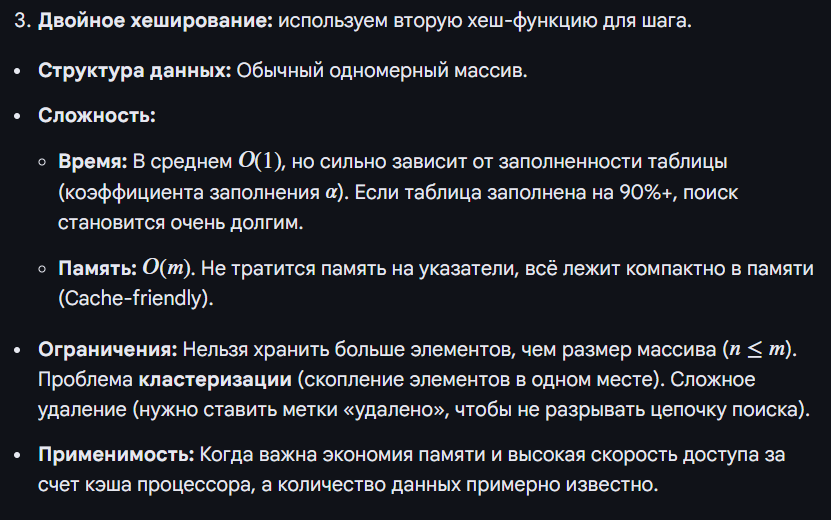 3. Двойное хеширование: используем вторую хеш-функцию для шага.
• Структура данных: Обычный одномерный массив.
• Сложность:
◦ Время: В среднем O(1), но сильно зависит от заполненности таблицы
(коэффициента заполнения α). Если таблица заполнена на 90%+, поиск
становится очень долгим.
◦ Память: O(m). Не тратится память на указатели, всё лежит компактно в памяти
(Cache-friendly).
• Ограничения: Нельзя хранить больше элементов, чем размер массива (n ≤ m).
Проблема кластеризации (скопление элементов в одном месте). Сложное
удаление (нужно ставить метки «удалено», чтобы не разрывать цепочку поиска).
• Применимость: Когда важна экономия памяти и высокая скорость доступа за
счет кэша процессора, а количество данных примерно известно.